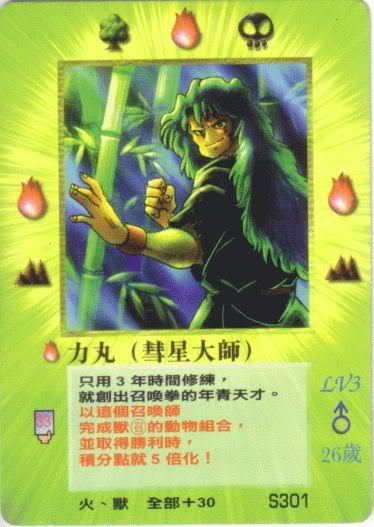 力丸（彗星大師）
只用3年時間修練，
就創出召喚拳的年青天才。
以這個召喚師
完成獸㊁的動物組合，
並取得勝利時，
積分點就5倍化！
33
LV3
♂
26歲
火、獸　全部+30
S301